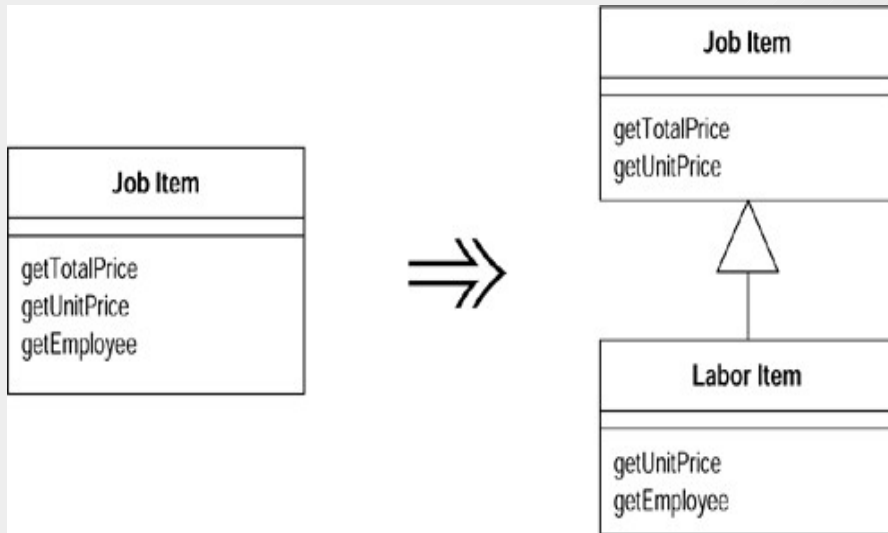 Job Item
getTotalPrice
getUnitPrice
getEmployee
Job Item
getTotalPrice
getUnitPrice
Labor Item
getUnitPrice
getEmployee